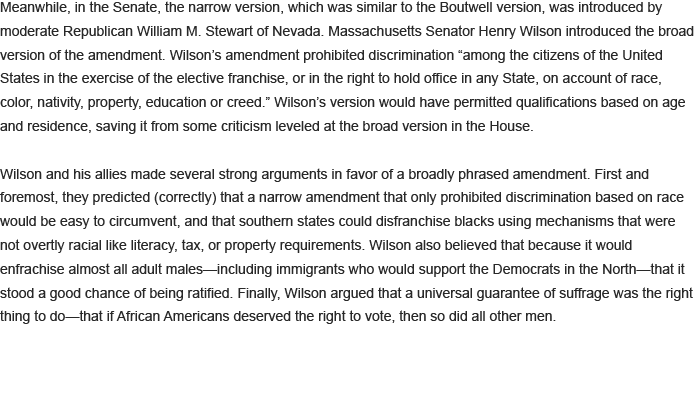 Meanwhile, in the Senate, the narrow version, which was similar to the Boutwell version, was introduced by
moderate Republican William M. Stewart of Nevada. Massachusetts Senator Henry Wilson introduced the broad
version of the amendment. Wilson’s amendment prohibited discrimination “among the citizens of the United
States in the exercise of the elective franchise, or in the right to hold office in any State, on account of race,
color, nativity, property, education or creed.” Wilson’s version would have permitted qualifications based on age
and residence, saving it from some criticism leveled at the broad version in the House.
Wilson and his allies made several strong arguments in favor of a broadly phrased amendment. First and
foremost, they predicted (correctly) that a narrow amendment that only prohibited discrimination based on race
would be easy to circumvent, and that southern states could disfranchise blacks using mechanisms that were
not overtly racial like literacy, tax, or property requirements. Wilson also believed that because it would
enfrachise almost all adult males—including immigrants who would support the Democrats in the North—that it
stood a good chance of being ratified. Finally, Wilson argued that a universal guarantee of suffrage was the right
thing to do—that if African Americans deserved the right to vote, then so did all other men.